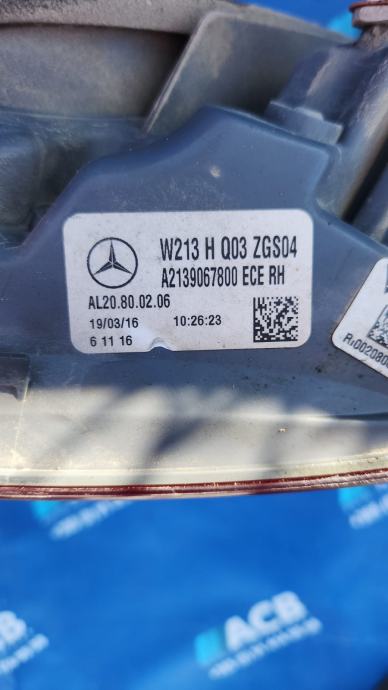 W213 H Q03 ZGS04
A2139067800 ECE RH
AL20.80.02.06
19/03/16 10:26:23
6 11 16
ACB
ACB